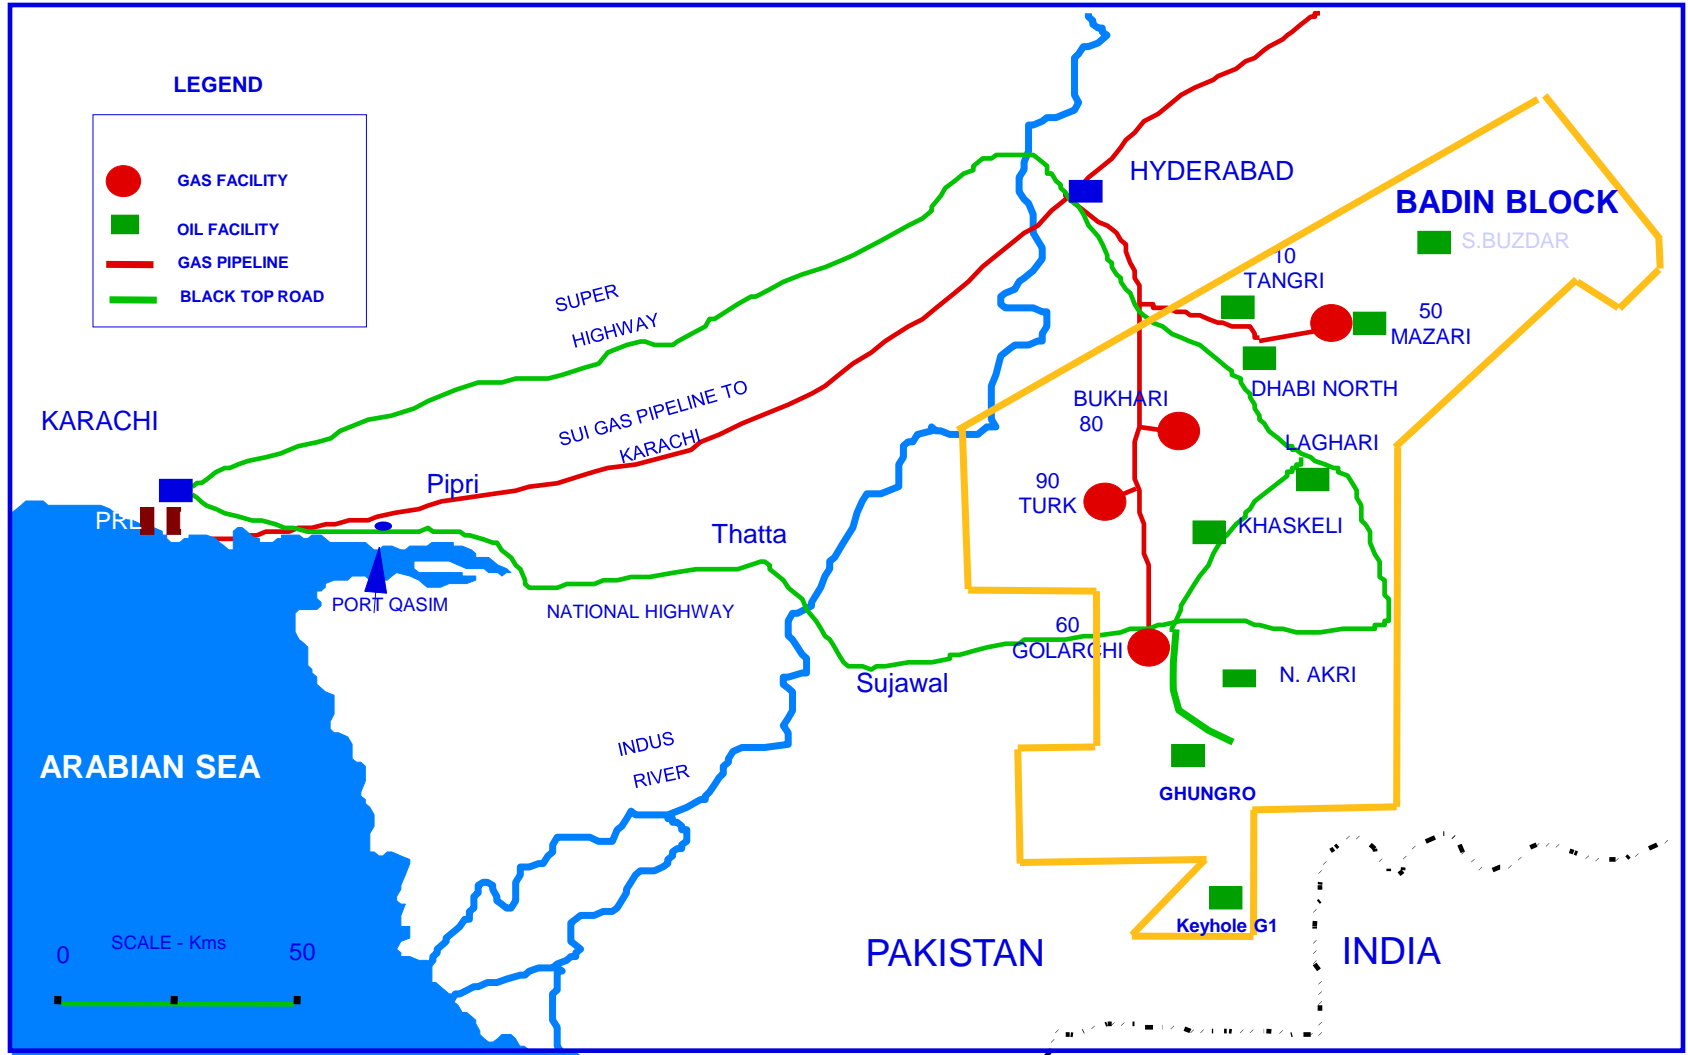 LEGEND
GAS FACILITY
OIL FACILITY
GAS PIPELINE
BLACK TOP ROAD
HYDERABAD
BADIN BLOCK
S.BUZDAR
10
TANGRI
50
MAZARI
DHABI NORTH
SUPER
HIGHWAY
SUI GAS PIPELINE TO
KARACHI
KARACHI
Pipri
PRL
BUKHARI
80
LAGHARI
90
TURK
KHASKELI
Thatta
PORT QASIM
NATIONAL HIGHWAY
60
GOLARCHI
Sujawal
N. AKRI
INDUS
RIVER
GHUNGRO
ARABIAN SEA
Keyhole G1
SCALE - Kms
0
50
PAKISTAN
INDIA